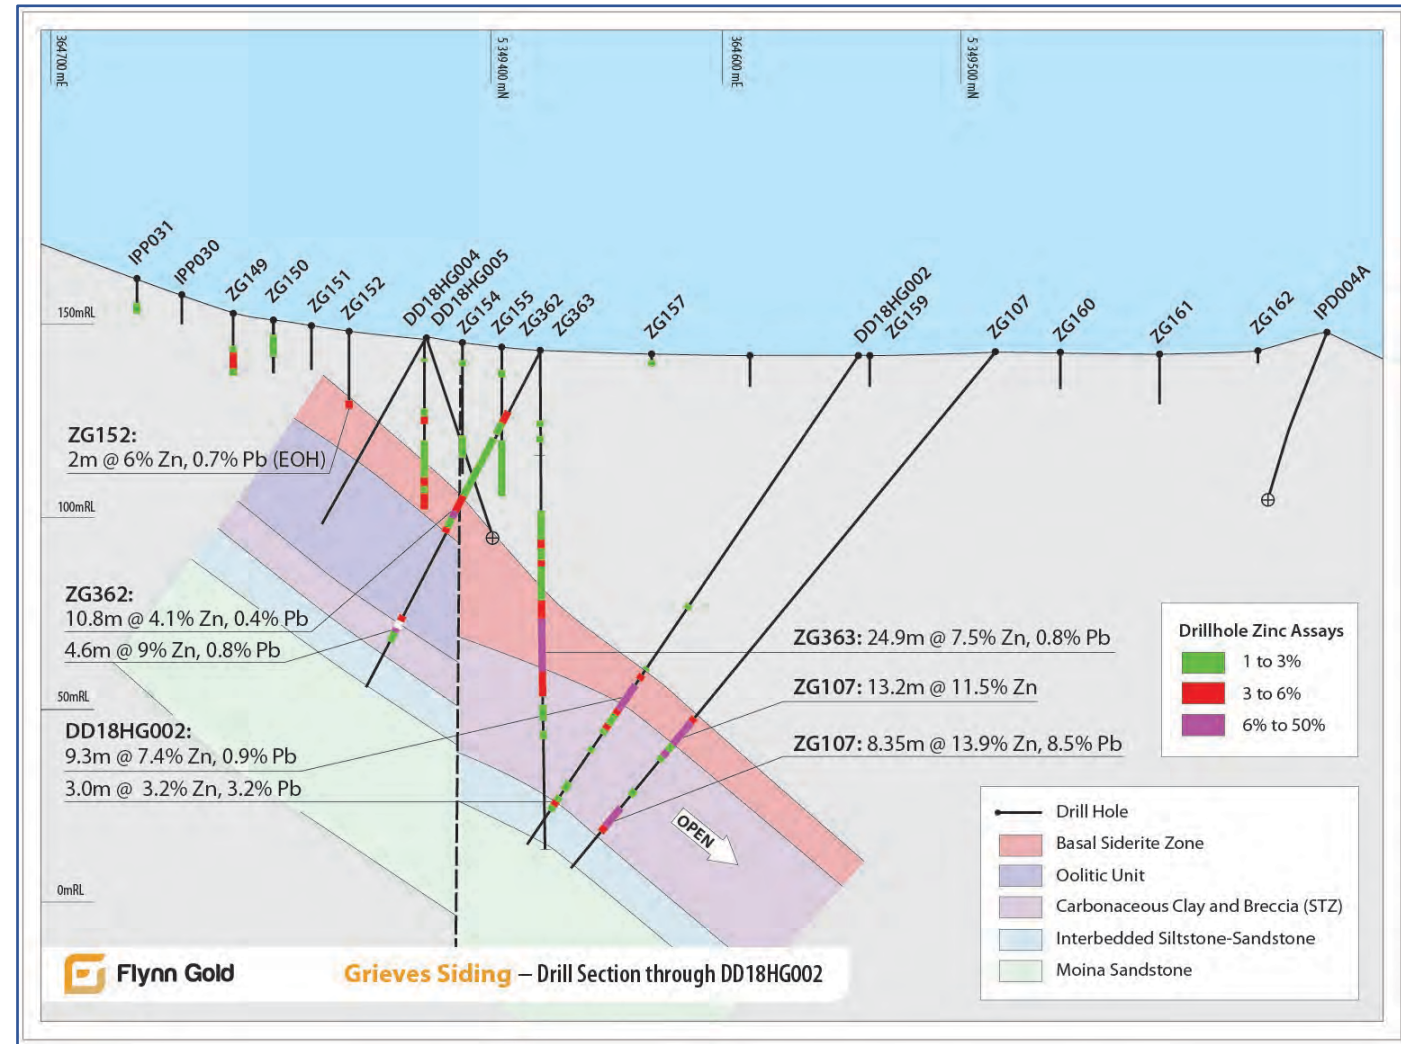 364 700 mE
5 349 400 mN
364 600 mE
5 349 500 mN
IPP031
IPP030
ZG149
ZG150
ZG151
ZG152
DD18HG004
DD18HG005
ZG154
ZG155
ZG362
ZG363
ZG157
DD18HG002
ZG159
ZG107
ZG160
ZG161
ZG162
IPD004A
150mRL
100mRL
50mRL
0mRL
ZG152:
2m @ 6% Zn, 0.7% Pb (EOH)
ZG362:
10.8m @ 4.1% Zn, 0.4% Pb
4.6m @ 9% Zn, 0.8% Pb
DD18HG002:
9.3m @ 7.4% Zn, 0.9% Pb
3.0m @ 3.2% Zn, 3.2% Pb
ZG363: 24.9m @ 7.5% Zn, 0.8% Pb
ZG107: 13.2m @ 11.5% Zn
ZG107: 8.35m @ 13.9% Zn, 8.5% Pb
OPEN
Drillhole Zinc Assays
1 to 3%
3 to 6%
6% to 50%
Drill Hole
Basal Siderite Zone
Oolitic Unit
Carbonaceous Clay and Breccia (STZ)
Interbedded Siltstone-Sandstone
Moina Sandstone
Flynn Gold
Grieves Siding – Drill Section through DD18HG002